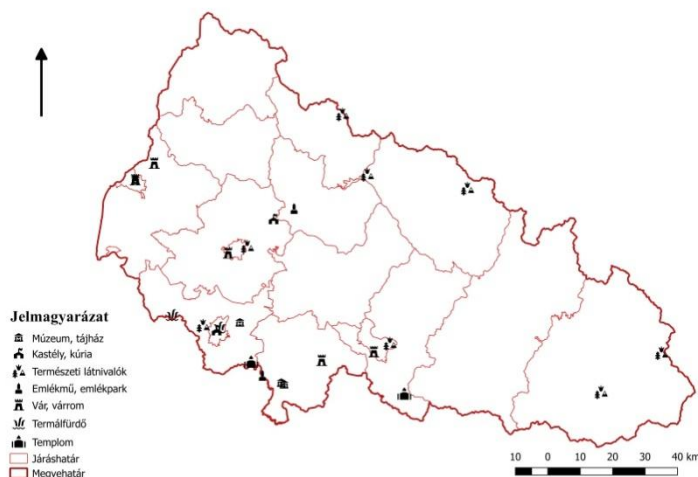 Jelmagyarázat
Múzeum, tájház
Kastély, kúria
Természeti látnivalók
Emlékmű, emlékpark
Vár, várrom
Termálfürdő
Templom
Járáshatár
Megyehatár
10 0 10 20 30 40 km